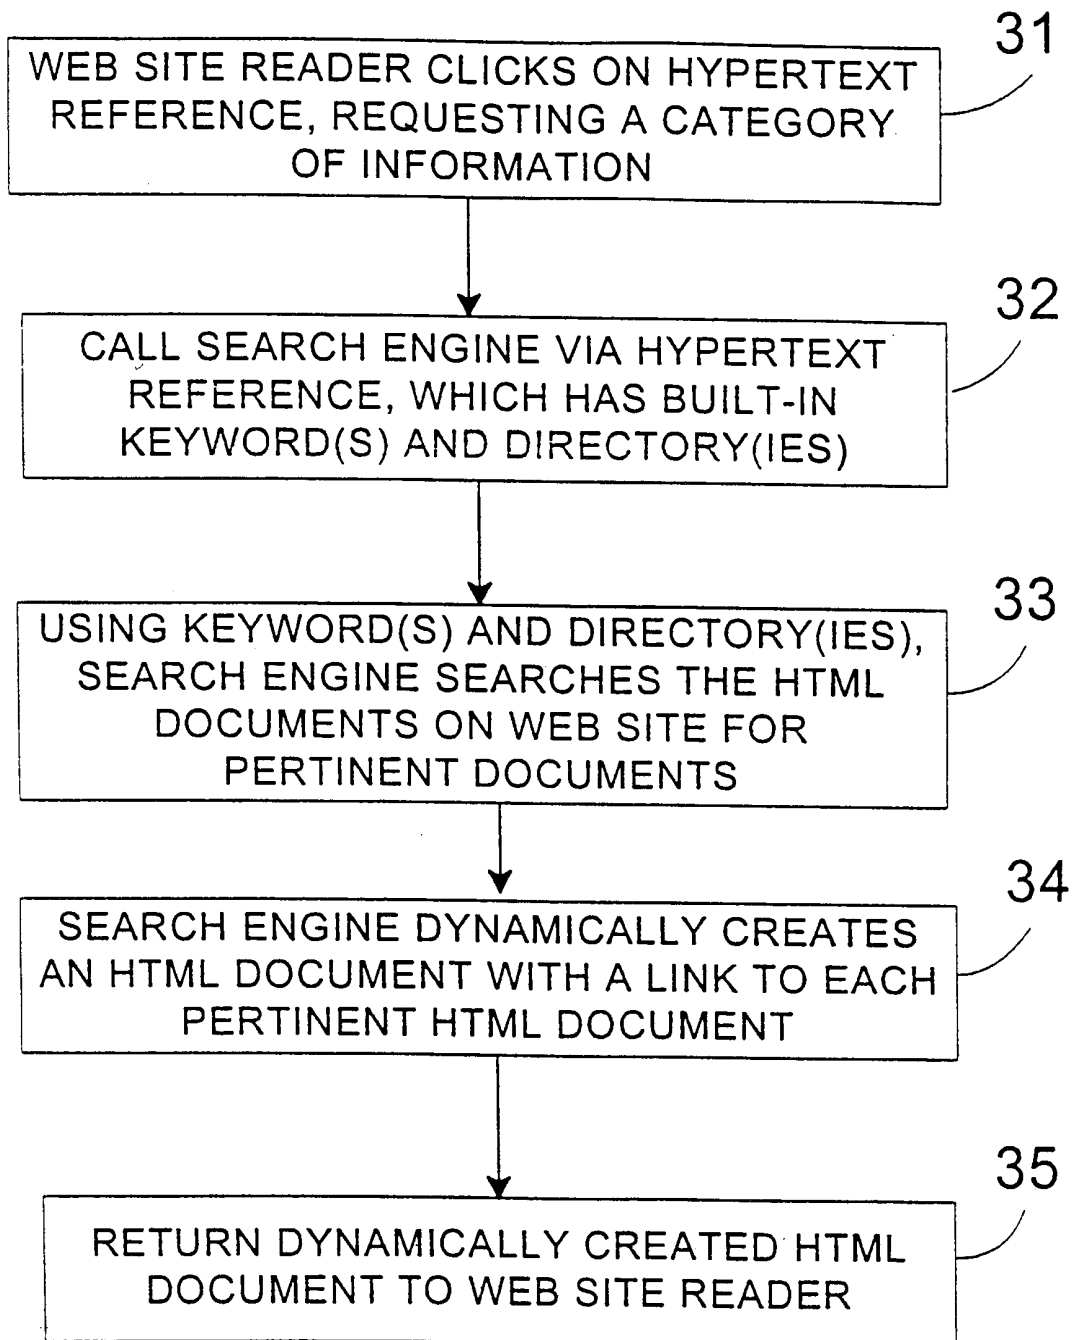 31
WEB SITE READER CLICKS ON HYPERTEXT
REFERENCE, REQUESTING A CATEGORY
OF INFORMATION
32
CALL SEARCH ENGINE VIA HYPERTEXT
REFERENCE, WHICH HAS BUILT-IN
KEYWORD(S) AND DIRECTORY(IES)
33
USING KEYWORD(S) AND DIRECTORY(IES),
SEARCH ENGINE SEARCHES THE HTML
DOCUMENTS ON WEB SITE FOR
PERTINENT DOCUMENTS
34
SEARCH ENGINE DYNAMICALLY CREATES
AN HTML DOCUMENT WITH A LINK TO EACH
PERTINENT HTML DOCUMENT
35
RETURN DYNAMICALLY CREATED HTML
DOCUMENT TO WEB SITE READER